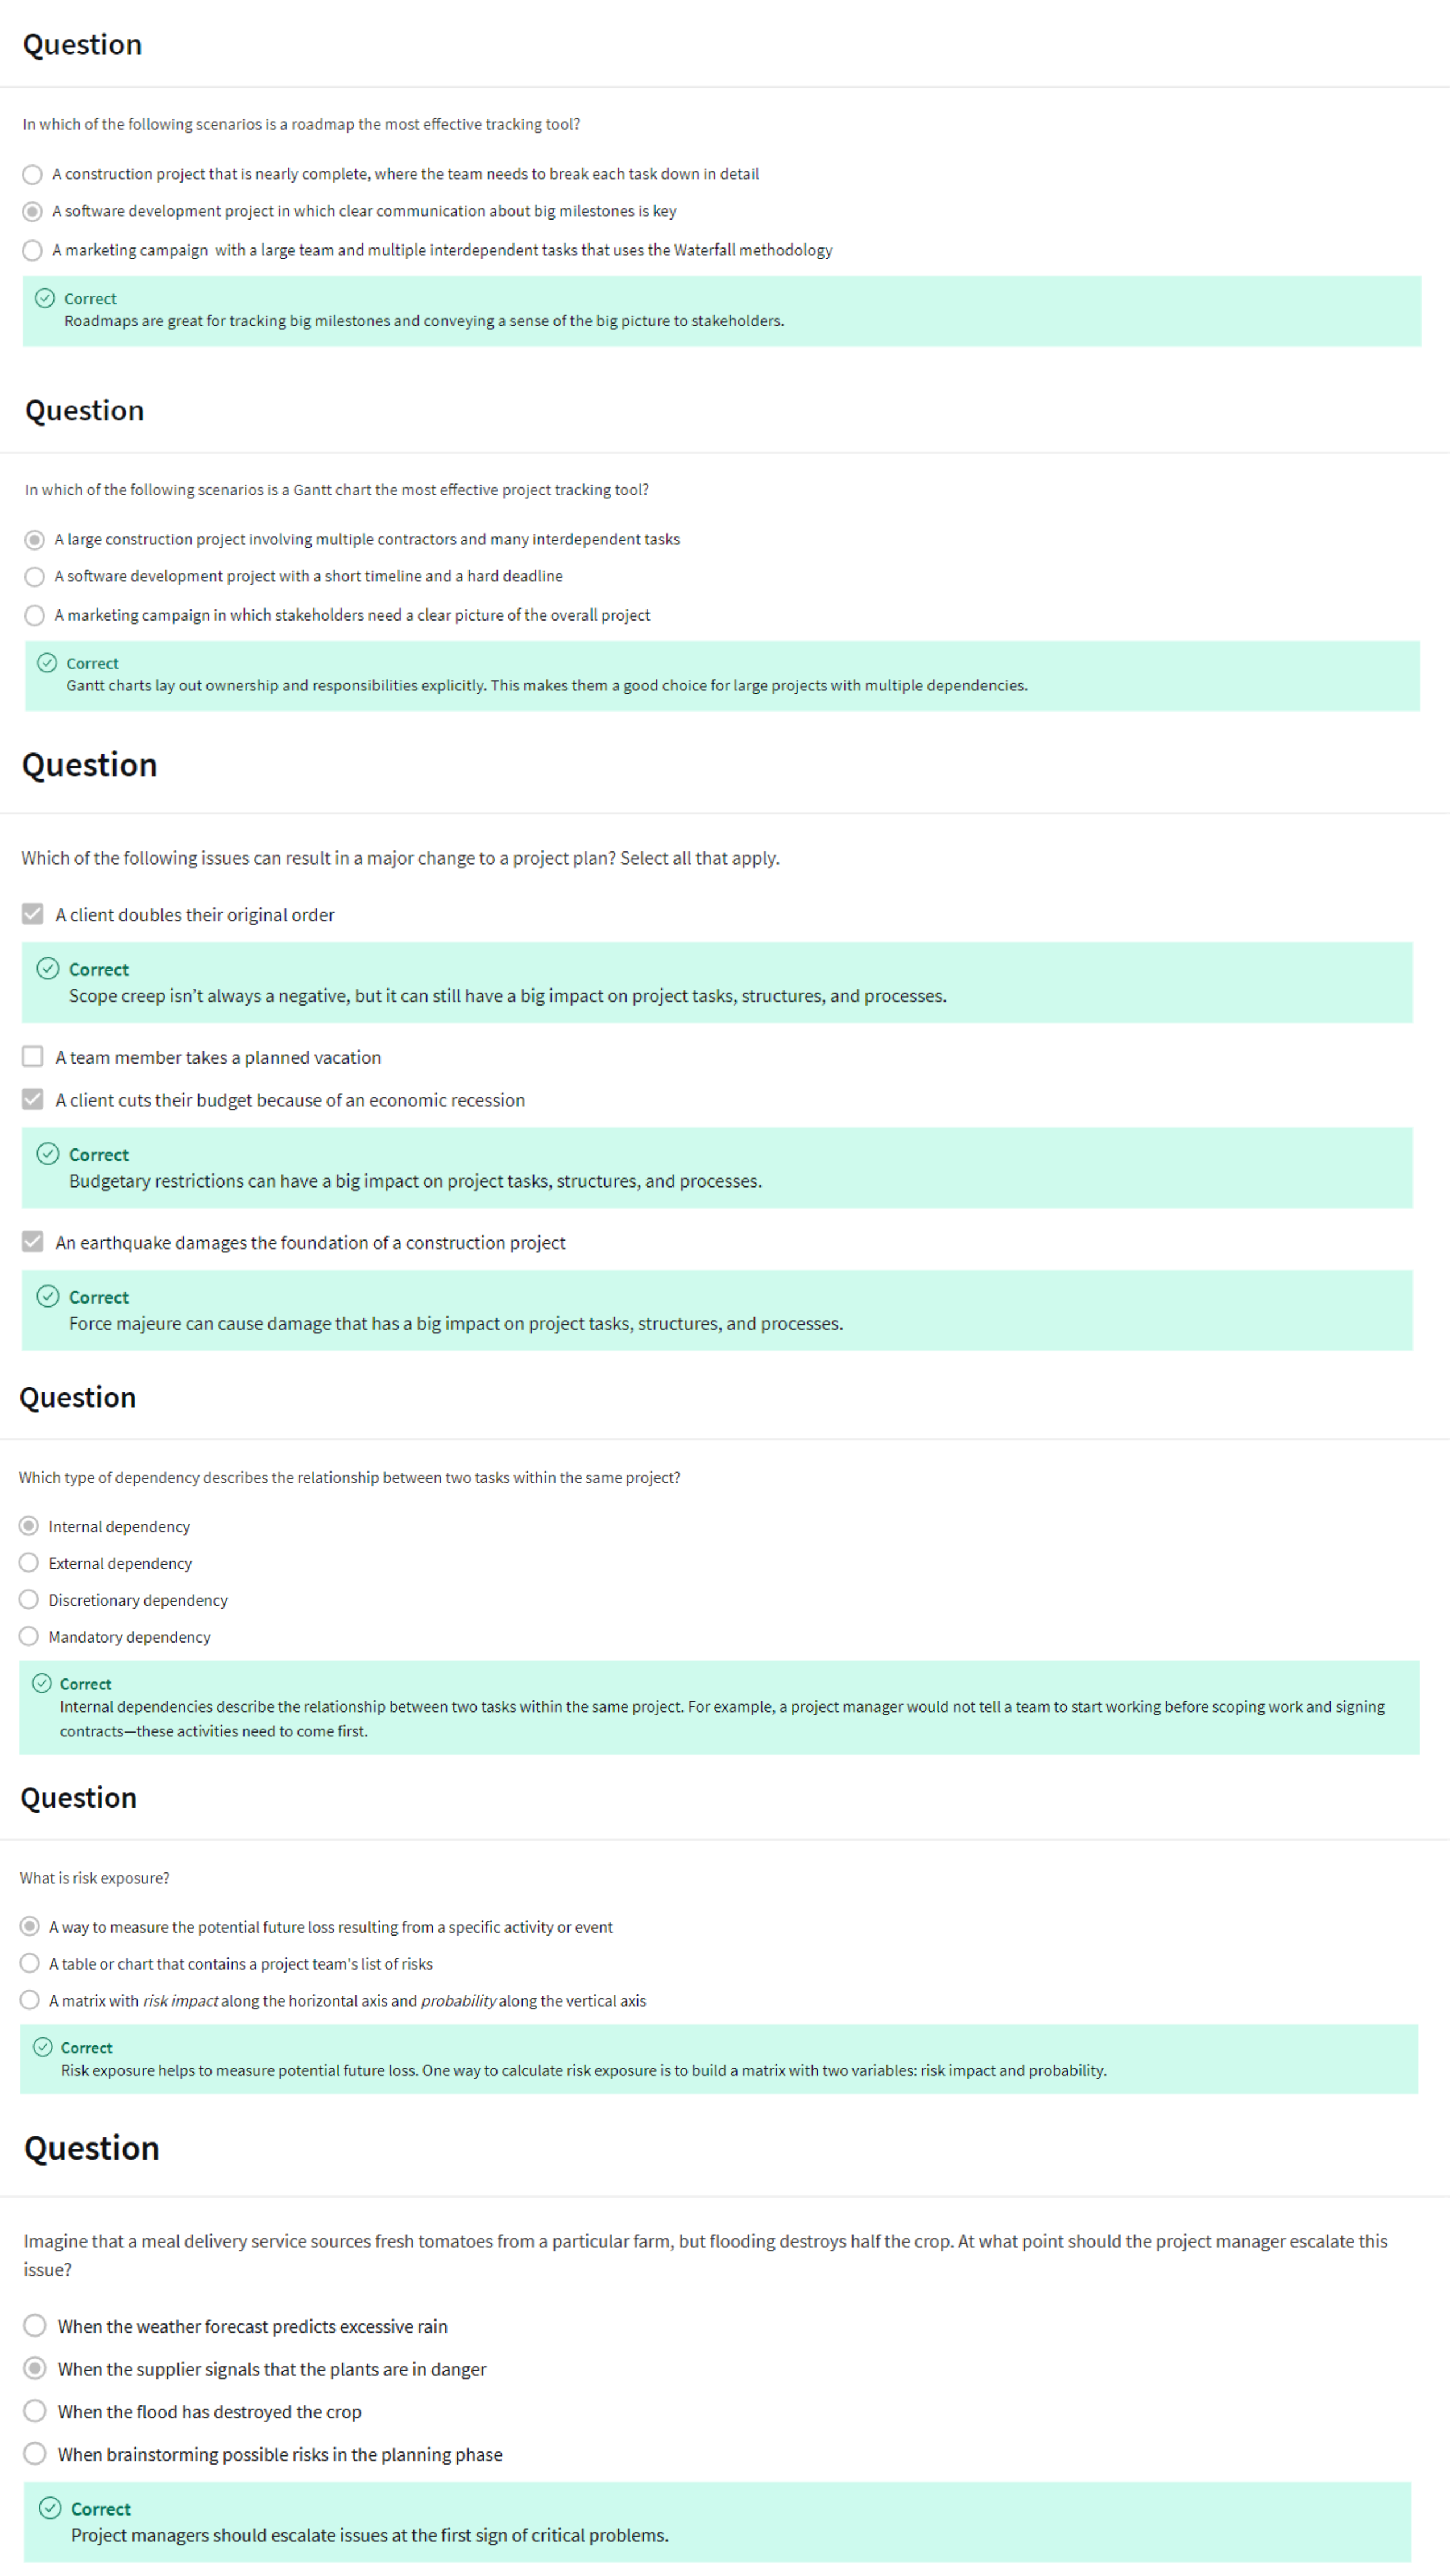 Question
In which of the following scenarios is a roadmap the most effective tracking tool?
A construction project that is nearly complete, where the team needs to break each task down in detail
A software development project in which clear communication about big milestones is key
A marketing campaign  with a large team and multiple interdependent tasks that uses the Waterfall methodology
Correct
Roadmaps are great for tracking big milestones and conveying a sense of the big picture to stakeholders.
Question
In which of the following scenarios is a Gantt chart the most effective project tracking tool?
A large construction project involving multiple contractors and many interdependent tasks
A software development project with a short timeline and a hard deadline
A marketing campaign in which stakeholders need a clear picture of the overall project
Correct
Gantt charts lay out ownership and responsibilities explicitly. This makes them a good choice for large projects with multiple dependencies.
Question
Which of the following issues can result in a major change to a project plan? Select all that apply.
A client doubles their original order
Correct
Scope creep isn’t always a negative, but it can still have a big impact on project tasks, structures, and processes.
A team member takes a planned vacation
A client cuts their budget because of an economic recession
Correct
Budgetary restrictions can have a big impact on project tasks, structures, and processes.
An earthquake damages the foundation of a construction project
Correct
Force majeure can cause damage that has a big impact on project tasks, structures, and processes.
Question
Which type of dependency describes the relationship between two tasks within the same project?
Internal dependency
External dependency
Discretionary dependency
Mandatory dependency
Correct
Internal dependencies describe the relationship between two tasks within the same project. For example, a project manager would not tell a team to start working before scoping work and signing
contracts—these activities need to come first.
Question
What is risk exposure?
A way to measure the potential future loss resulting from a specific activity or event
A table or chart that contains a project team's list of risks
A matrix with risk impact along the horizontal axis and probability along the vertical axis
Correct
Risk exposure helps to measure potential future loss. One way to calculate risk exposure is to build a matrix with two variables: risk impact and probability.
Question
Imagine that a meal delivery service sources fresh tomatoes from a particular farm, but flooding destroys half the crop. At what point should the project manager escalate this
issue?
When the weather forecast predicts excessive rain
When the supplier signals that the plants are in danger
When the flood has destroyed the crop
When brainstorming possible risks in the planning phase
Correct
Project managers should escalate issues at the first sign of critical problems.